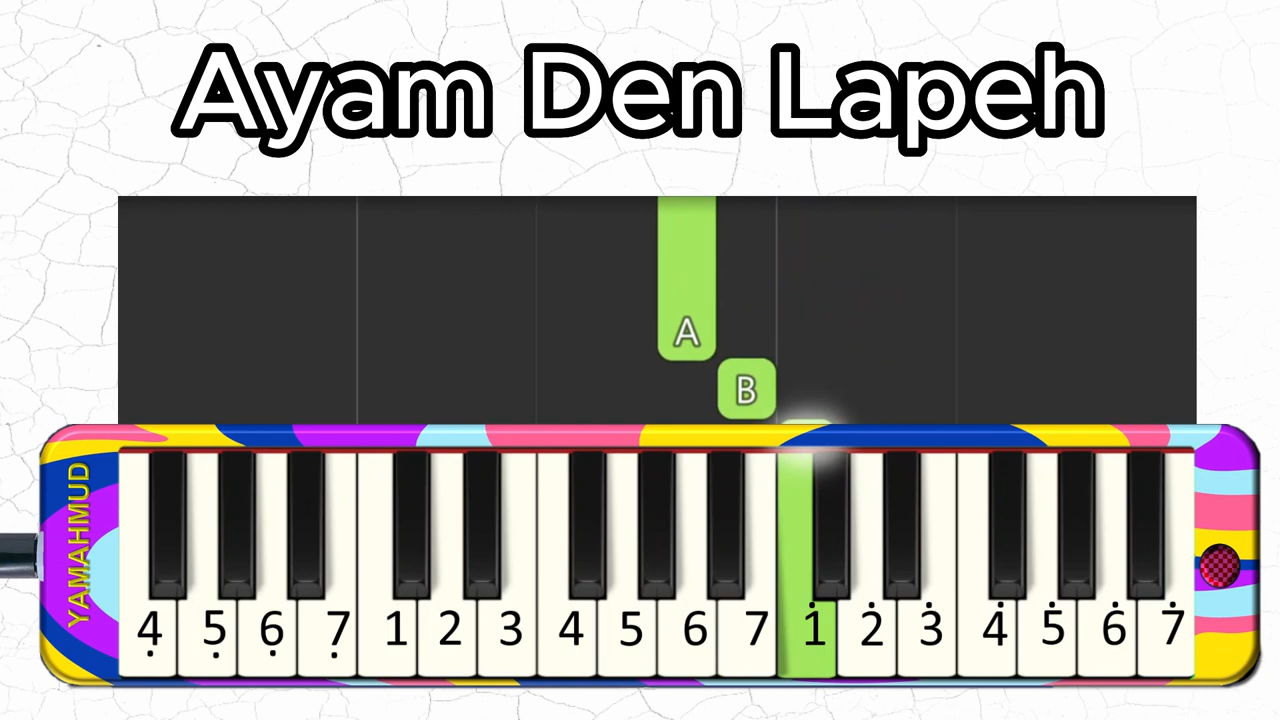 Ayam Den Lapeh
A
B
YAMAHMUD
4̣ 5̣ 6̣ 7̣ 1 2 3 4 5 6 7 1̇ 2̇ 3̇ 4̇ 5̇ 6̇ 7̇